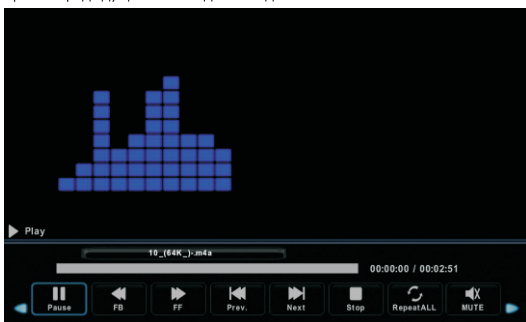 Play
10_(64K_)-.m4a
00:00:00 / 00:02:51
Pause FB FF Prev. Next Stop RepeatALL MUTE